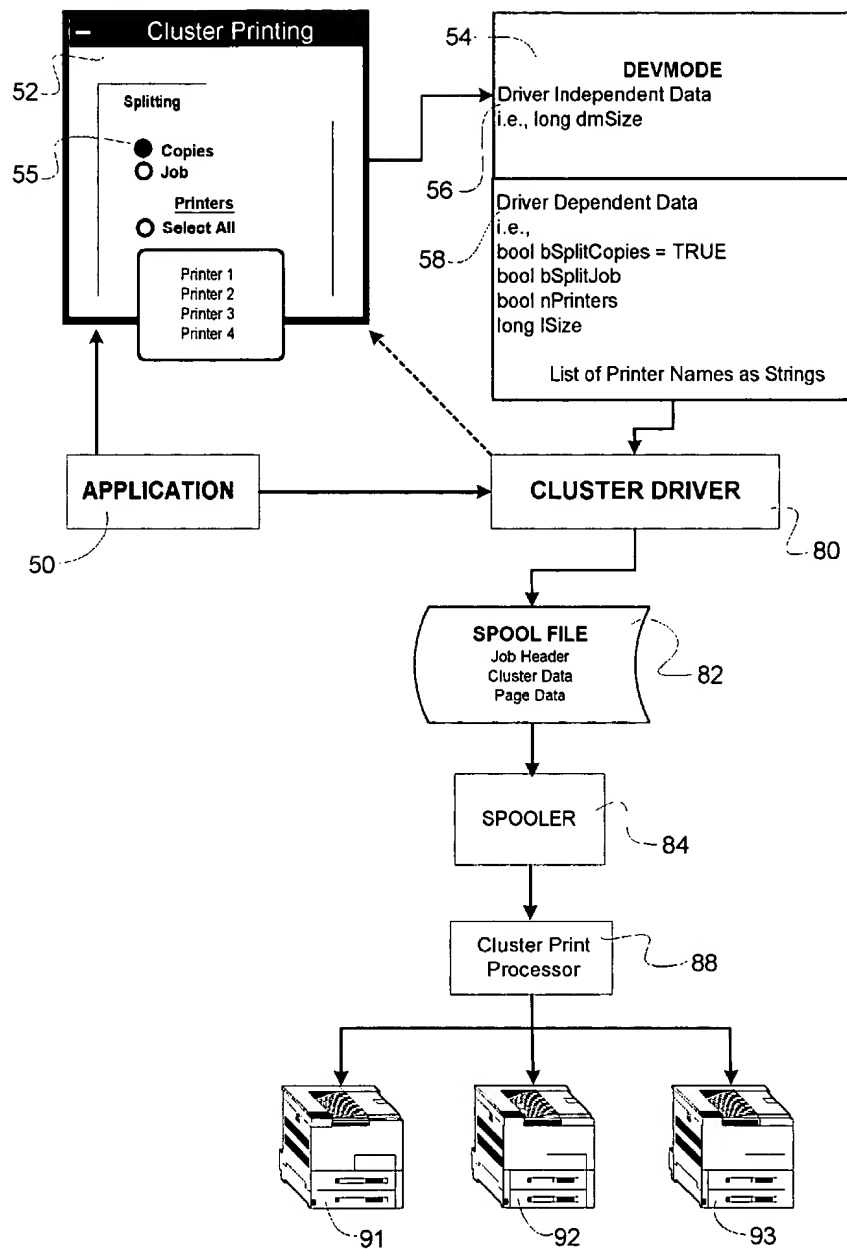 Cluster Printing
52
Splitting
55
Copies
Job
Printers
Select All
Printer 1
Printer 2
Printer 3
Printer 4
54
DEVMODE
Driver Independent Data
i.e., long dmSize
56
Driver Dependent Data
i.e.,
58
bool bSplitCopies = TRUE
bool bSplitJob
bool nPrinters
long lSize
List of Printer Names as Strings
APPLICATION
50
CLUSTER DRIVER
80
SPOOL FILE
Job Header
Cluster Data
Page Data
82
SPOOLER
84
Cluster Print
Processor
88
91
92
93